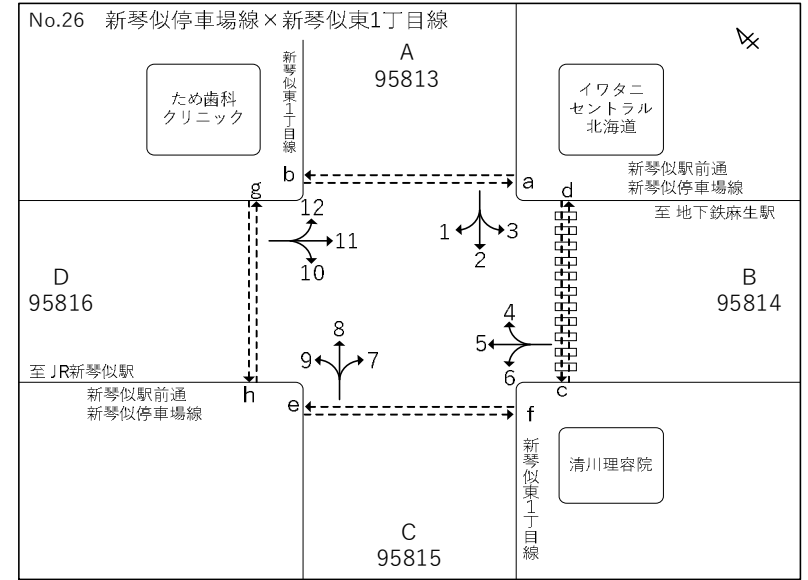 No.26　新琴似停車場線×新琴似東1丁目線
A
95813
新琴似東1丁目線
ため歯科
クリニック
イワタニ
セントラル
北海道
新琴似駅前通
新琴似停車場線
b
a
g
d
至 地下鉄麻生駅
12
11
10
1
2
3
D
95816
B
95814
4
5
6
8
9
7
至 JR新琴似駅
新琴似駅前通
新琴似停車場線
h
e
c
f
新琴似東1丁目線
清川理容院
C
95815